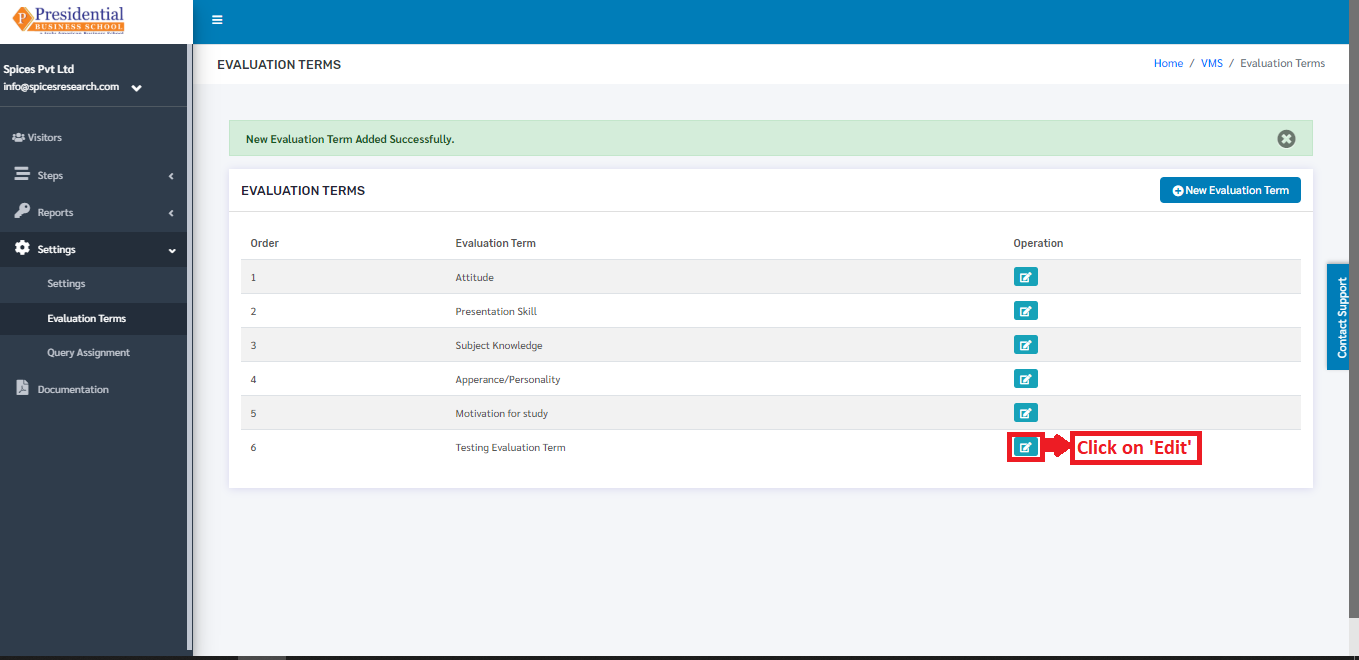 Presidential
BUSINESS SCHOOL
EVALUATION TERMS
Home / VMS / Evaluation Terms
Spices Pvt Ltd
info@spicesresearch.com
Visitors
Steps
Reports
Settings
Settings
Evaluation Terms
Query Assignment
Documentation
New Evaluation Term Added Successfully.
EVALUATION TERMS
New Evaluation Term
Order Evaluation Term Operation
1 Attitude
2 Presentation Skill
3 Subject Knowledge
4 Apperance/Personality
5 Motivation for study
6 Testing Evaluation Term
Click on 'Edit'
Contact Support